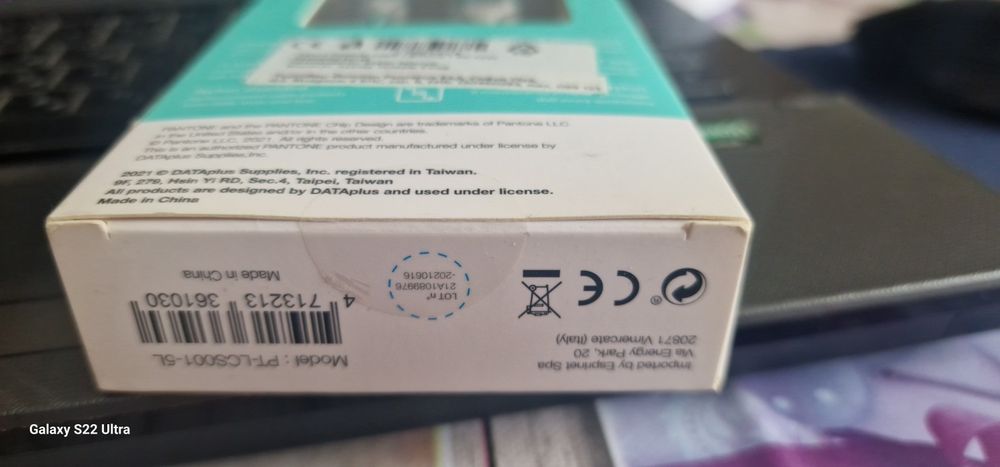 PANTONE and the PANTONE Chip Design are trademarks of Pantone LLC
in the United States and/or in the other countries.
© Pantone LLC, 2021. All rights reserved.
This is an authorized PANTONE product manufactured under license by
DATAplus Supplies,Inc.
2021 © DATAplus Supplies, Inc. registered in Taiwan.
9F, 279, Hsin Yi RD, Sec.4, Taipei, Taiwan
All products are designed by DATAplus and used under license.
Made in China
Imported by Esprinet Spa
Via Energy Park, 20
20871 Vimercate (Italy)
CE
LOT n°
21A1089976
-20210616
Model : PT-LCS001-5L
4 713213 361030
Made in China
Galaxy S22 Ultra